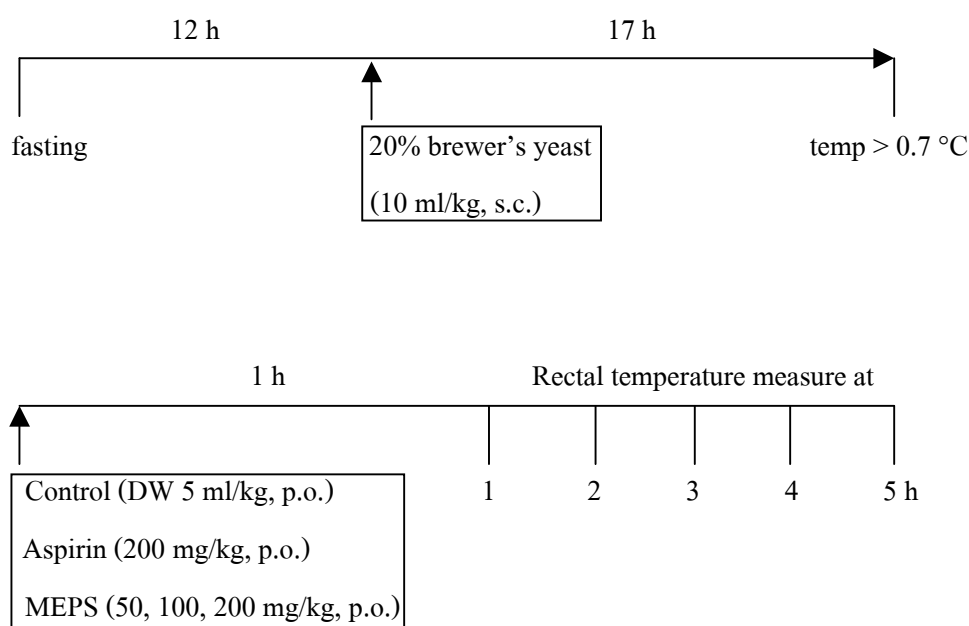 12 h
17 h
fasting
20% brewer’s yeast
(10 ml/kg, s.c.)
temp > 0.7 °C
1 h
Rectal temperature measure at
Control (DW 5 ml/kg, p.o.)
Aspirin (200 mg/kg, p.o.)
MEPS (50, 100, 200 mg/kg, p.o.)
1
2
3
4
5 h